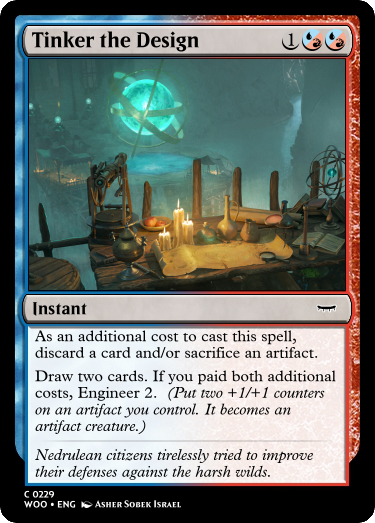 Tinker the Design 1
Instant
As an additional cost to cast this spell,
discard a card and/or sacrifice an artifact.
Draw two cards. If you paid both additional
costs, Engineer 2. (Put two +1/+1 counters
on an artifact you control. It becomes an
artifact creature.)
Nedrulean citizens tirelessly tried to improve
their defenses against the harsh wilds.
C 0229
WOO • ENG Asher Sobek Israel